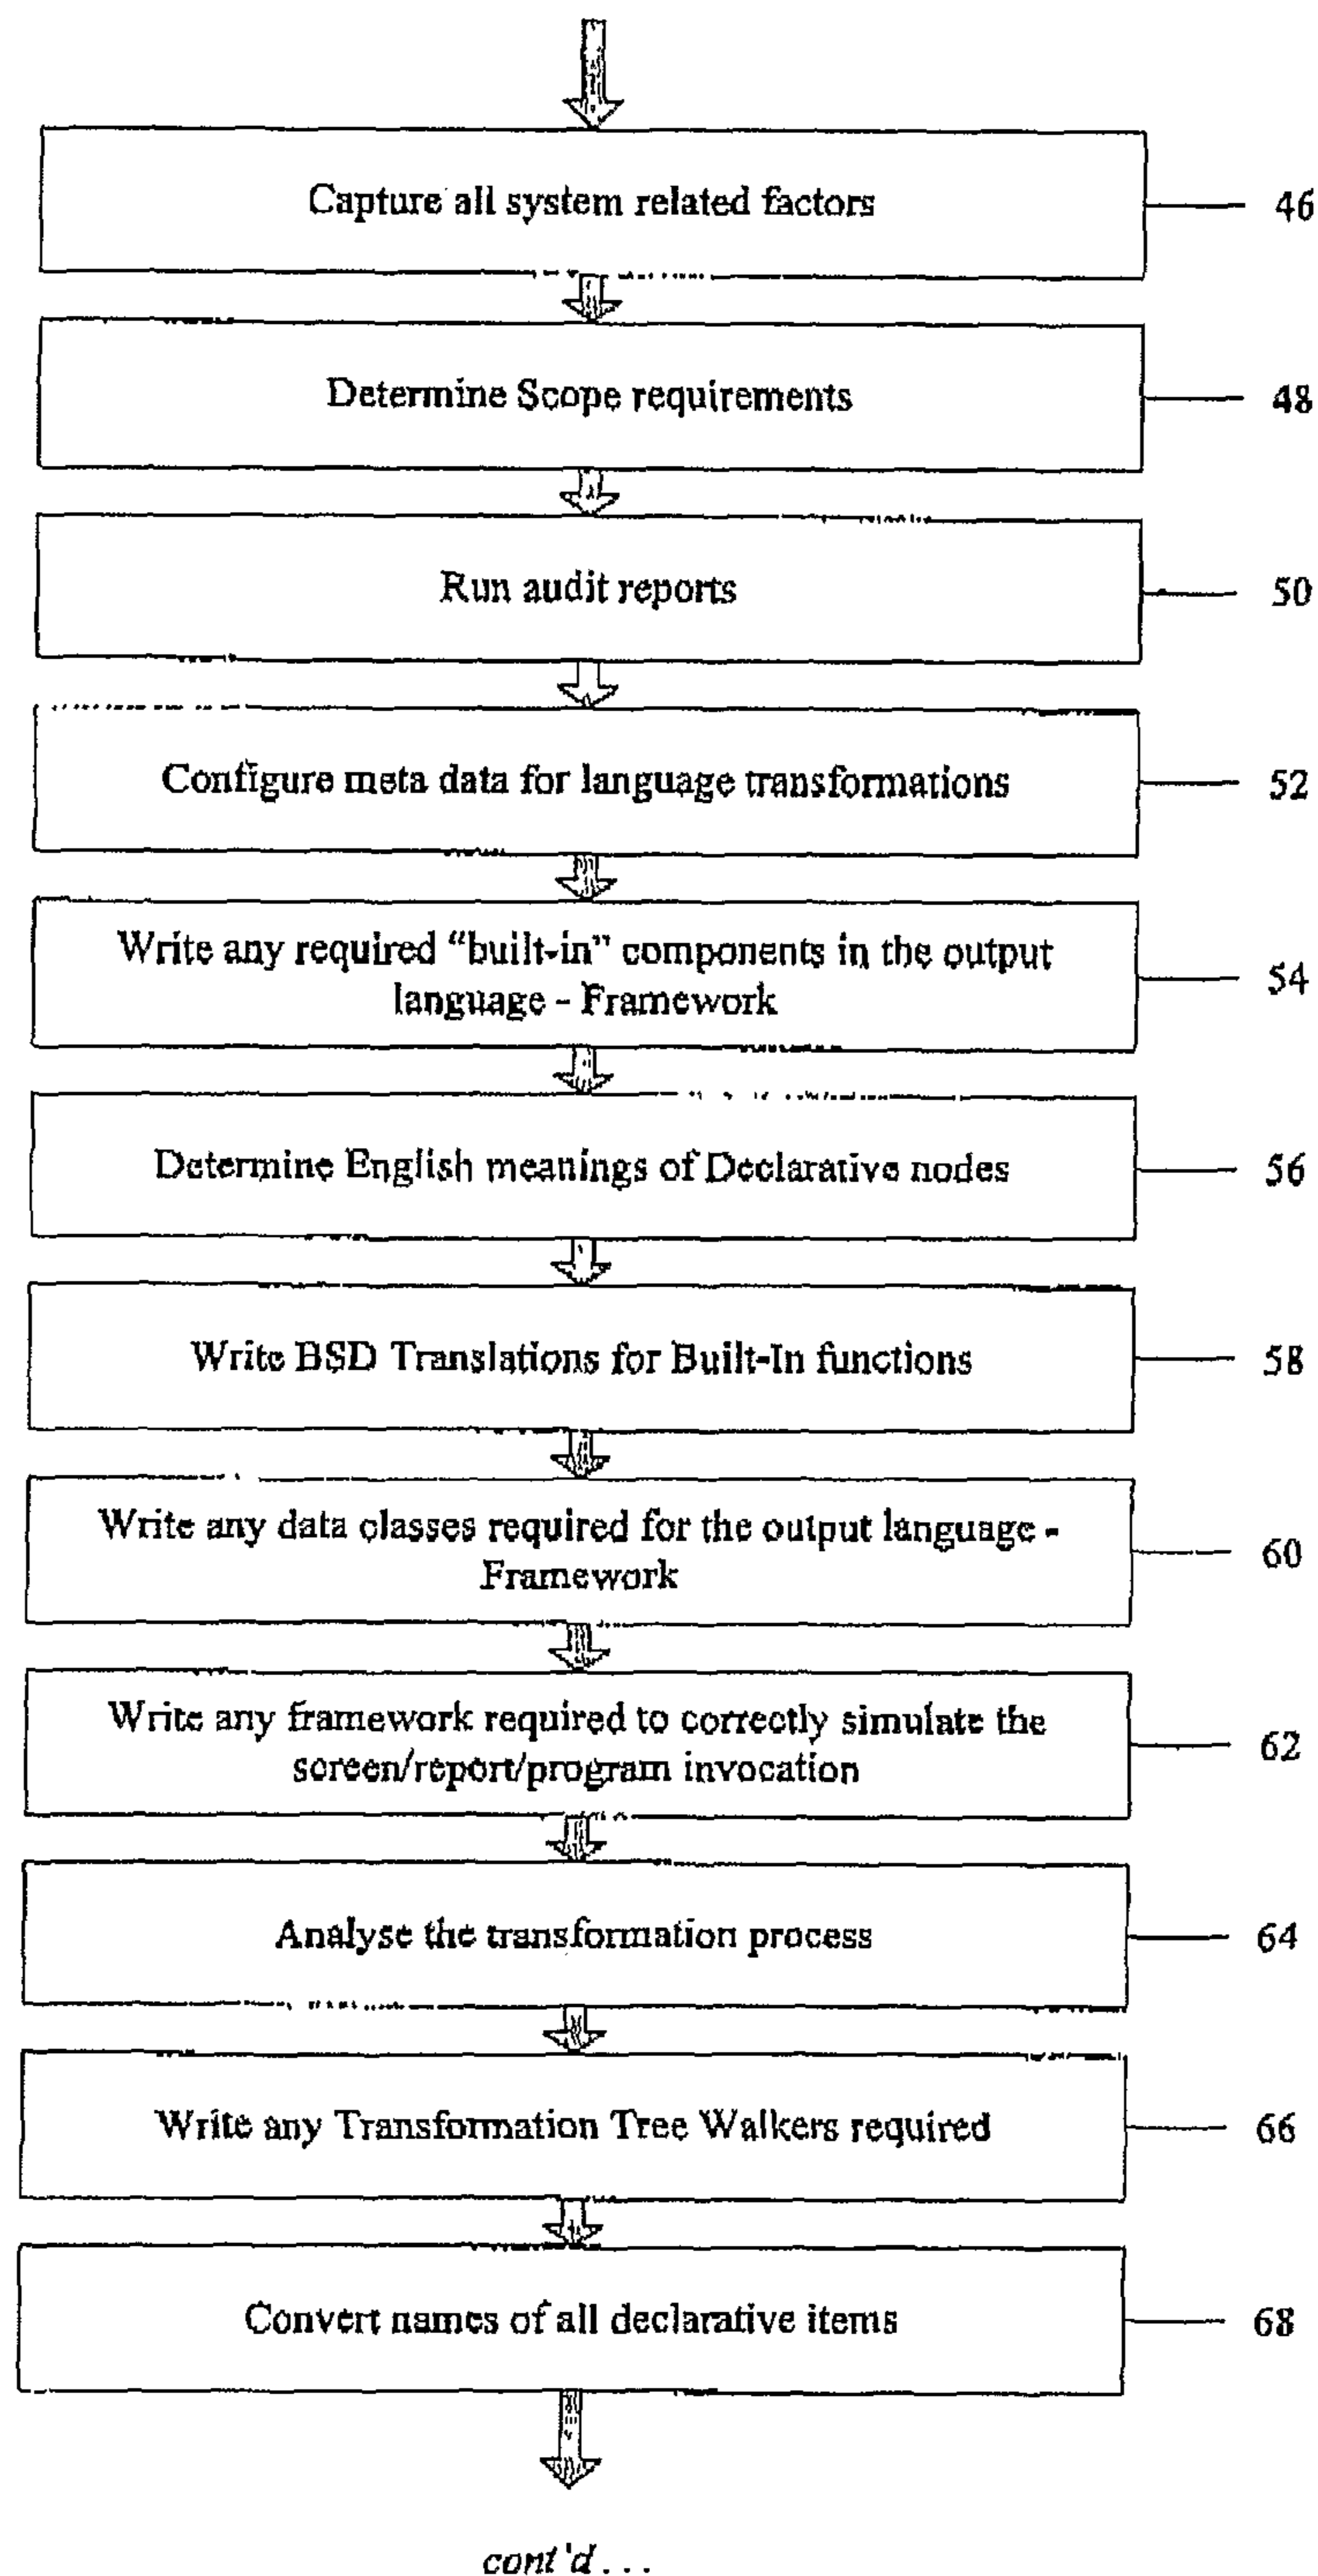 Capture all system related factors
46
Determine Scope requirements
48
Run audit reports
50
Configure meta data for language transformations
52
Write any required “built-in” components in the output
language - Framework
54
Determine English meanings of Declarative nodes
56
Write BSD Translations for Built-In functions
58
Write any data classes required for the output language -
Framework
60
Write any framework required to correctly simulate the
screen/report/program invocation
62
Analyse the transformation process
64
Write any Transformation Tree Walkers required
66
Convert names of all declarative items
68
cont'd...